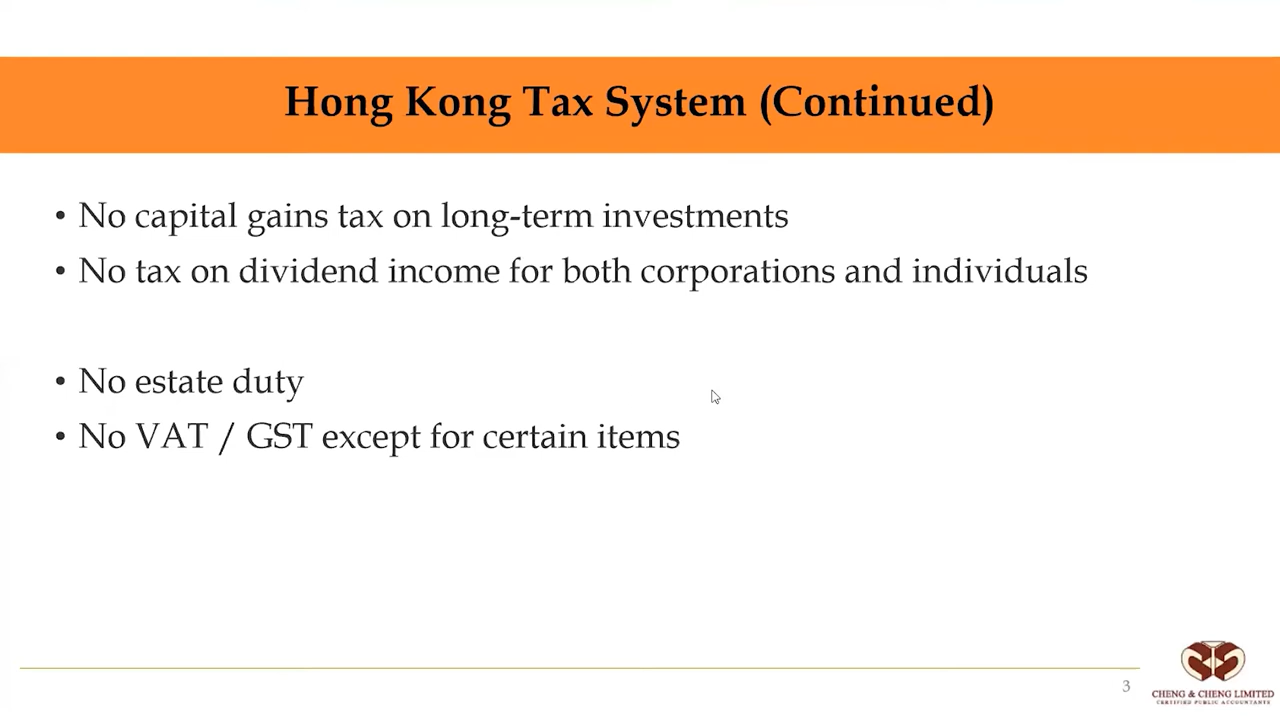 Hong Kong Tax System (Continued)
• No capital gains tax on long-term investments
• No tax on dividend income for both corporations and individuals
• No estate duty
• No VAT / GST except for certain items
3
CHENG & CHENG LIMITED
CERTIFIED PUBLIC ACCOUNTANTS